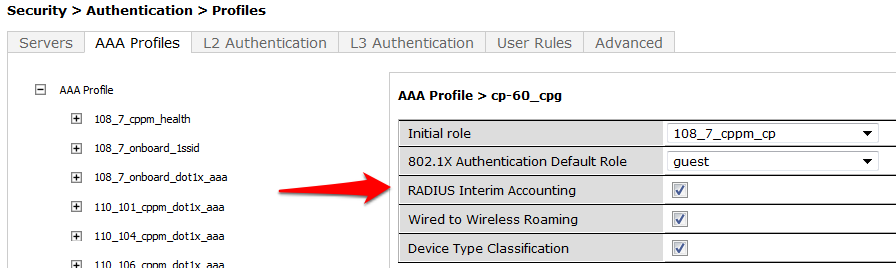 Security > Authentication > Profiles
Servers AAA Profiles L2 Authentication L3 Authentication User Rules Advanced
AAA Profile
108_7_cppm_health
108_7_onboard_1ssid
108_7_onboard_dot1x_aaa
110_101_cppm_dot1x_aaa
110_104_cppm_dot1x_aaa
110_106_cppm_dot1x_aaa
AAA Profile > cp-60_cpg
Initial role 108_7_cppm_cp
802.1X Authentication Default Role guest
RADIUS Interim Accounting
Wired to Wireless Roaming
Device Type Classification